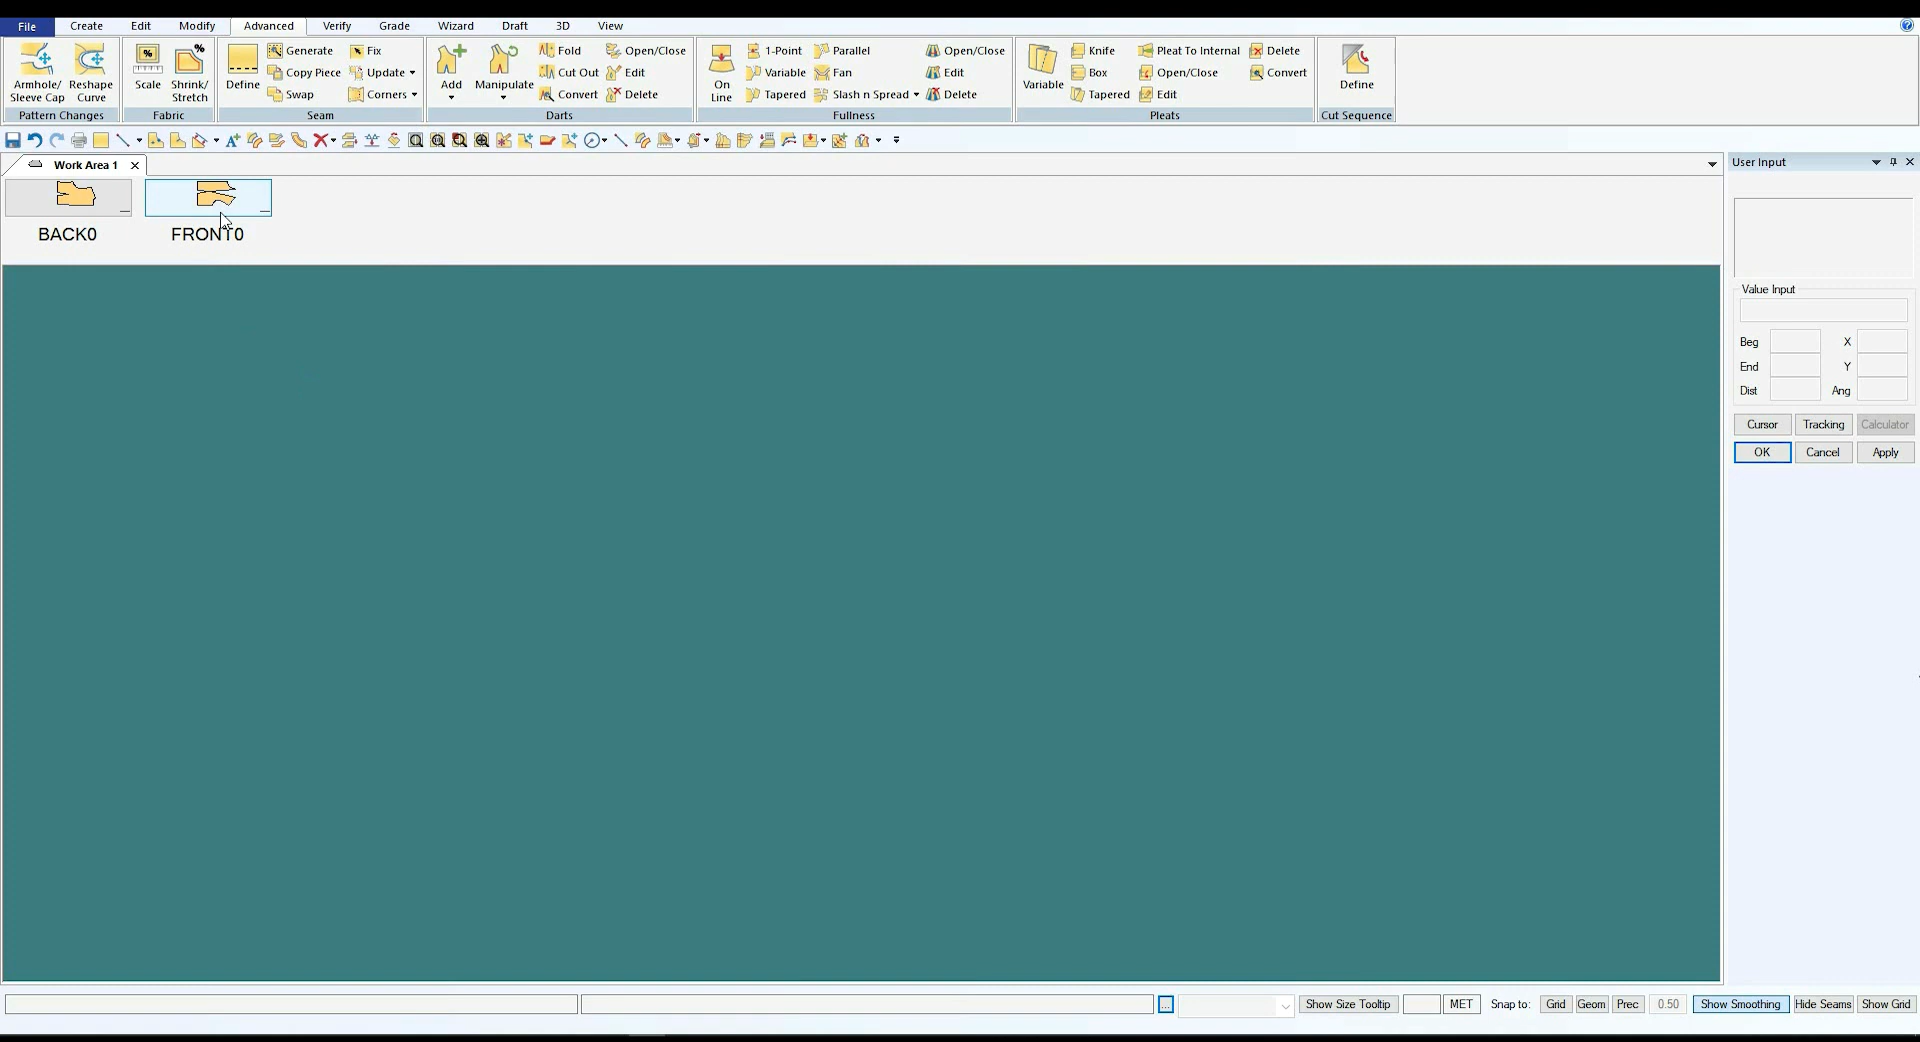 File Create Edit Modify Advanced Verify Grade Wizard Draft 3D View
Generate Fix Fold Open/Close 1-Point Parallel Open/Close Knife Pleat To Internal Delete
Copy Piece Update Cut Out Edit Variable Fan Edit Box Open/Close Convert
Armhole/ Sleeve Cap Reshape Curve Scale Shrink/ Stretch Define Swap Corners Add Manipulate Convert Delete On Line Tapered Slash n Spread Delete Variable Tapered Edit Define
Pattern Changes Fabric Seam Darts Fullness Pleats Cut Sequence
Work Area 1
User Input
BACK0 FRONT0
Value Input
Beg X
End Y
Dist Ang
Cursor Tracking Calculator
OK Cancel Apply
... Show Size Tooltip MET Snap to: Grid Geom Prec 0.50 Show Smoothing Hide Seams Show Grid